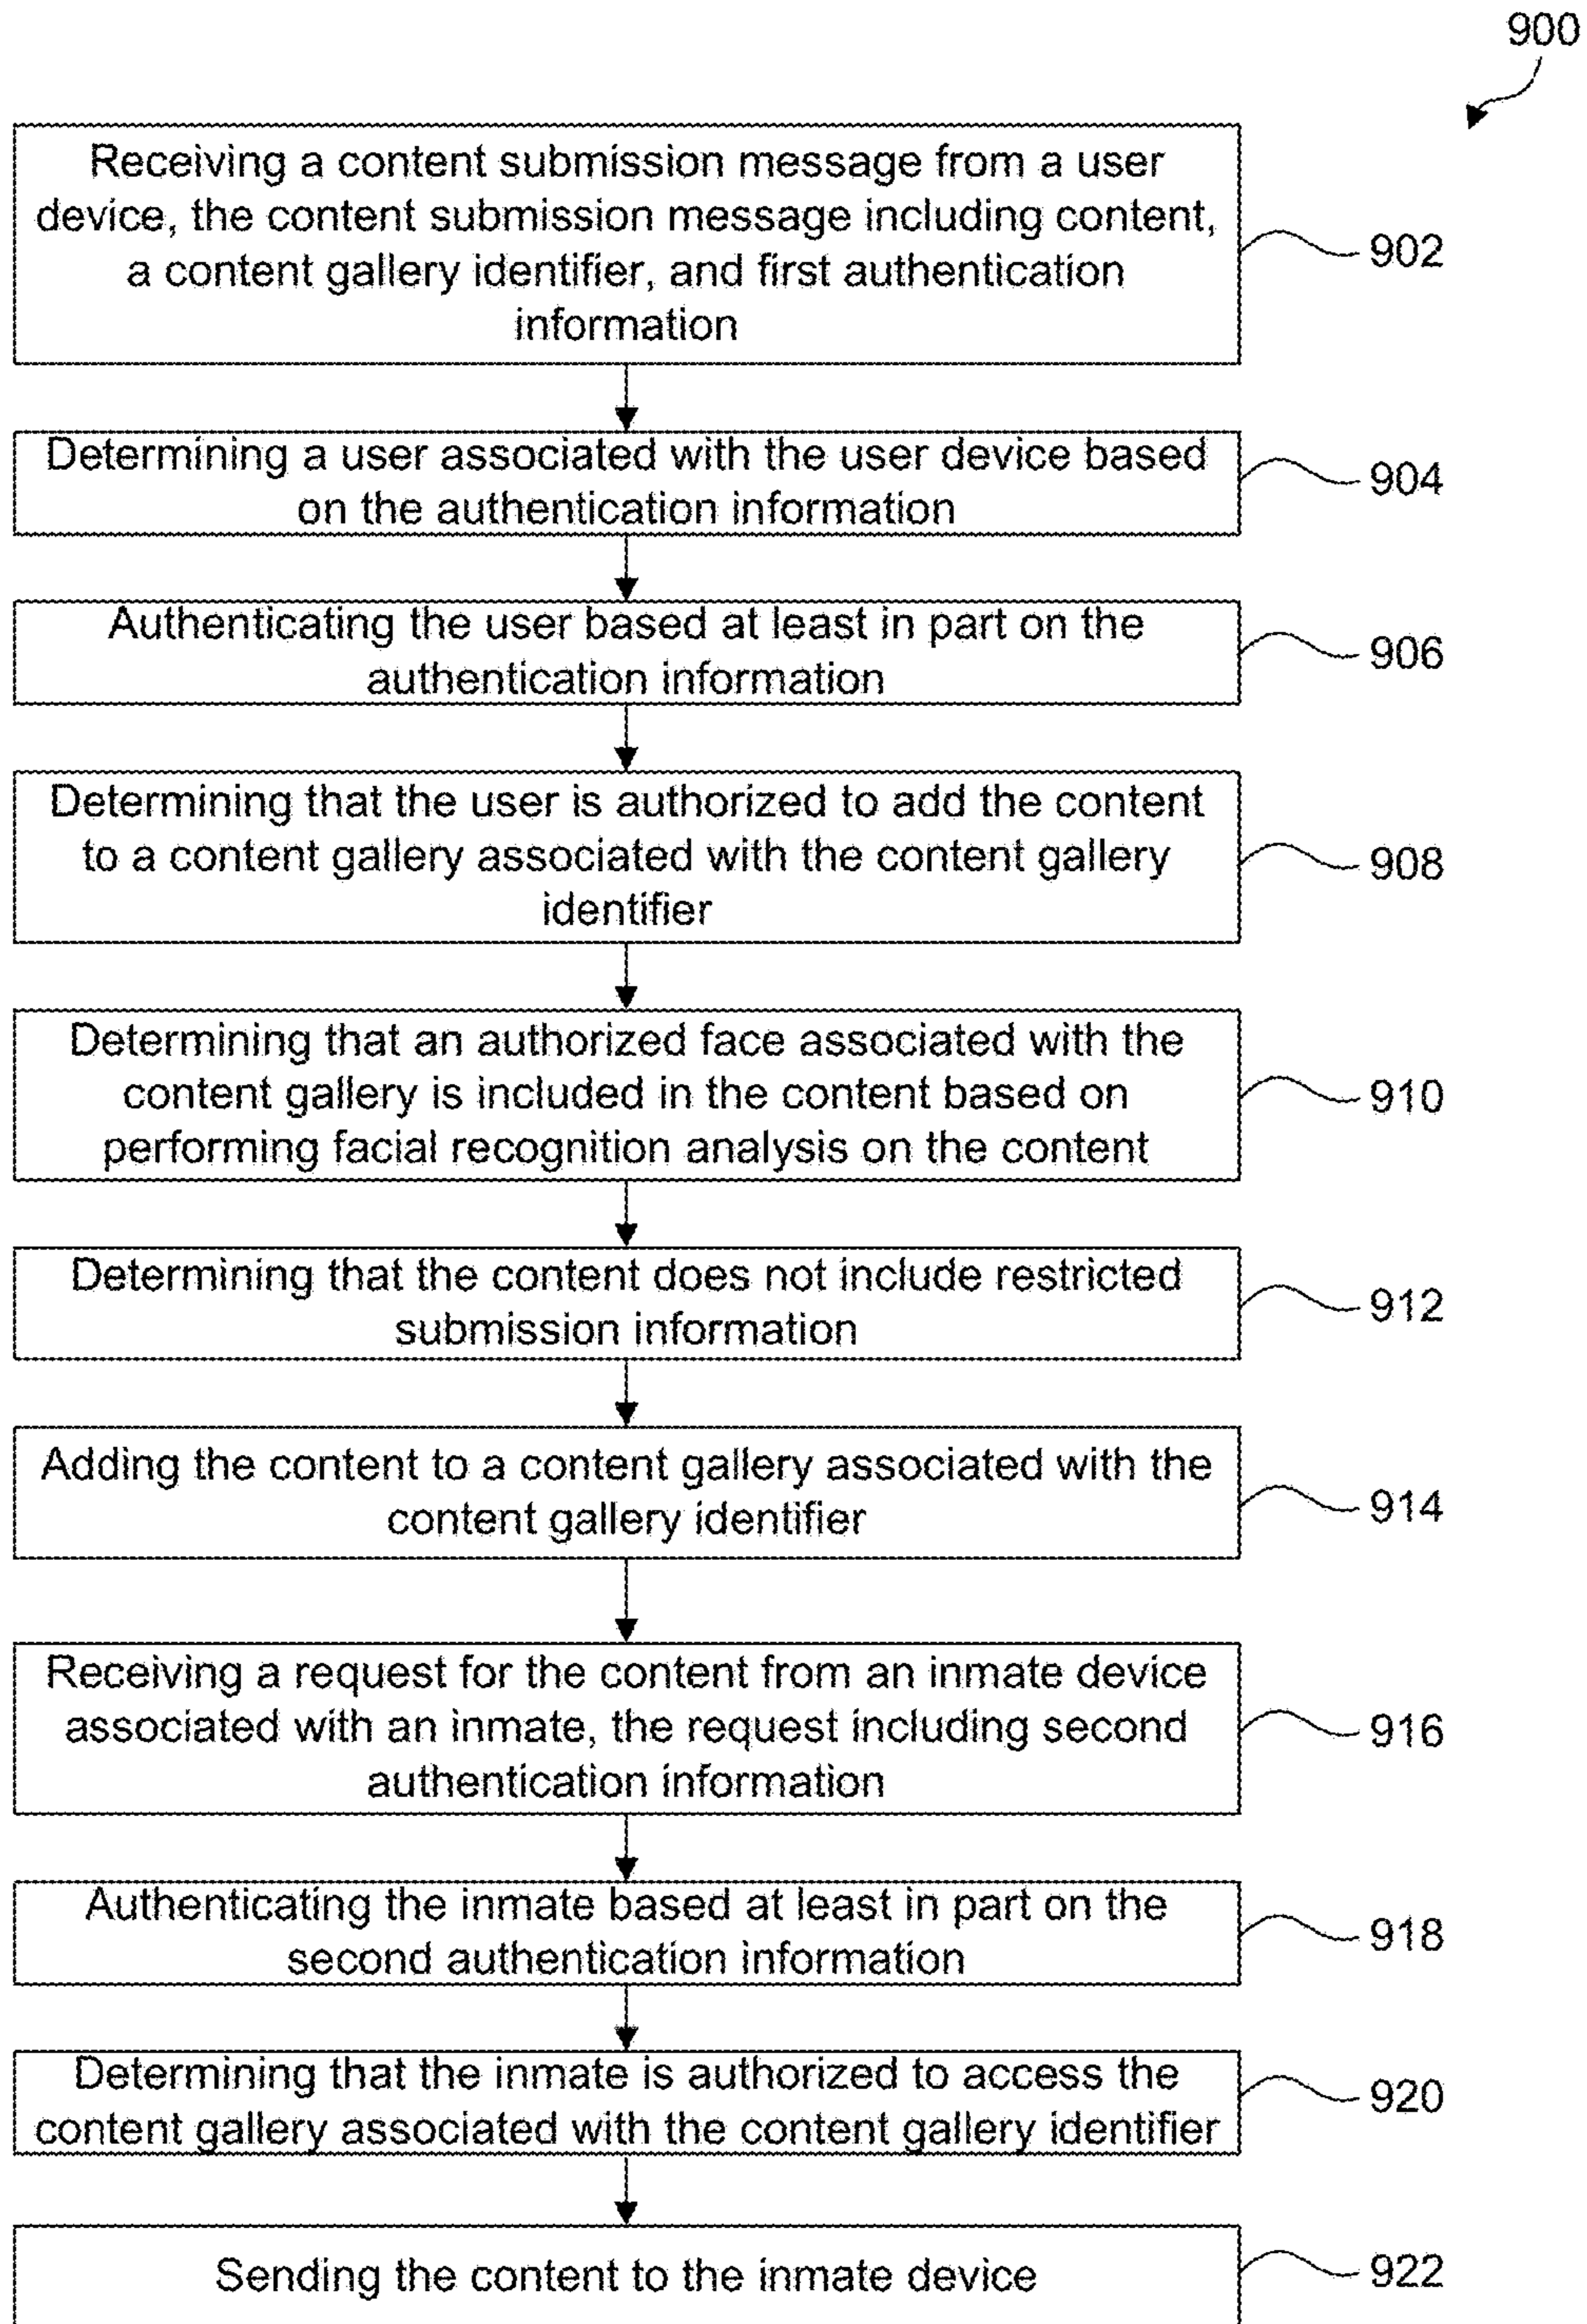 900
Receiving a content submission message from a user
device, the content submission message including content,
a content gallery identifier, and first authentication
information
902
Determining a user associated with the user device based
on the authentication information
904
Authenticating the user based at least in part on the
authentication information
906
Determining that the user is authorized to add the content
to a content gallery associated with the content gallery
identifier
908
Determining that an authorized face associated with the
content gallery is included in the content based on
performing facial recognition analysis on the content
910
Determining that the content does not include restricted
submission information
912
Adding the content to a content gallery associated with the
content gallery identifier
914
Receiving a request for the content from an inmate device
associated with an inmate, the request including second
authentication information
916
Authenticating the inmate based at least in part on the
second authentication information
918
Determining that the inmate is authorized to access the
content gallery associated with the content gallery identifier
920
Sending the content to the inmate device
922